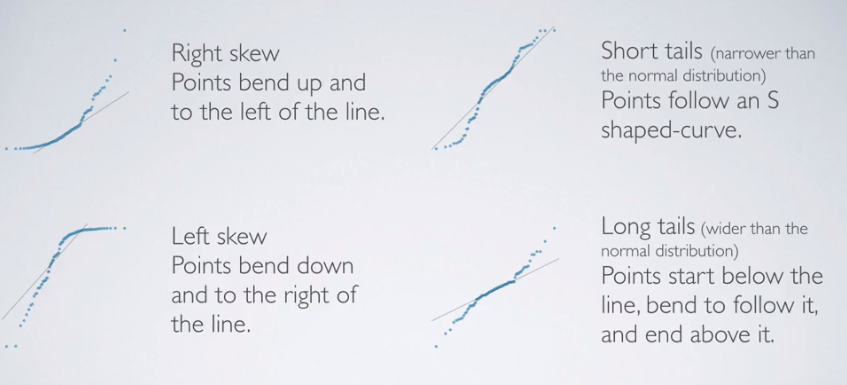 Right skew
Points bend up and
to the left of the line.
Short tails (narrower than
the normal distribution)
Points follow an S
shaped-curve.
Left skew
Points bend down
and to the right of
the line.
Long tails (wider than the
normal distribution)
Points start below the
line, bend to follow it,
and end above it.